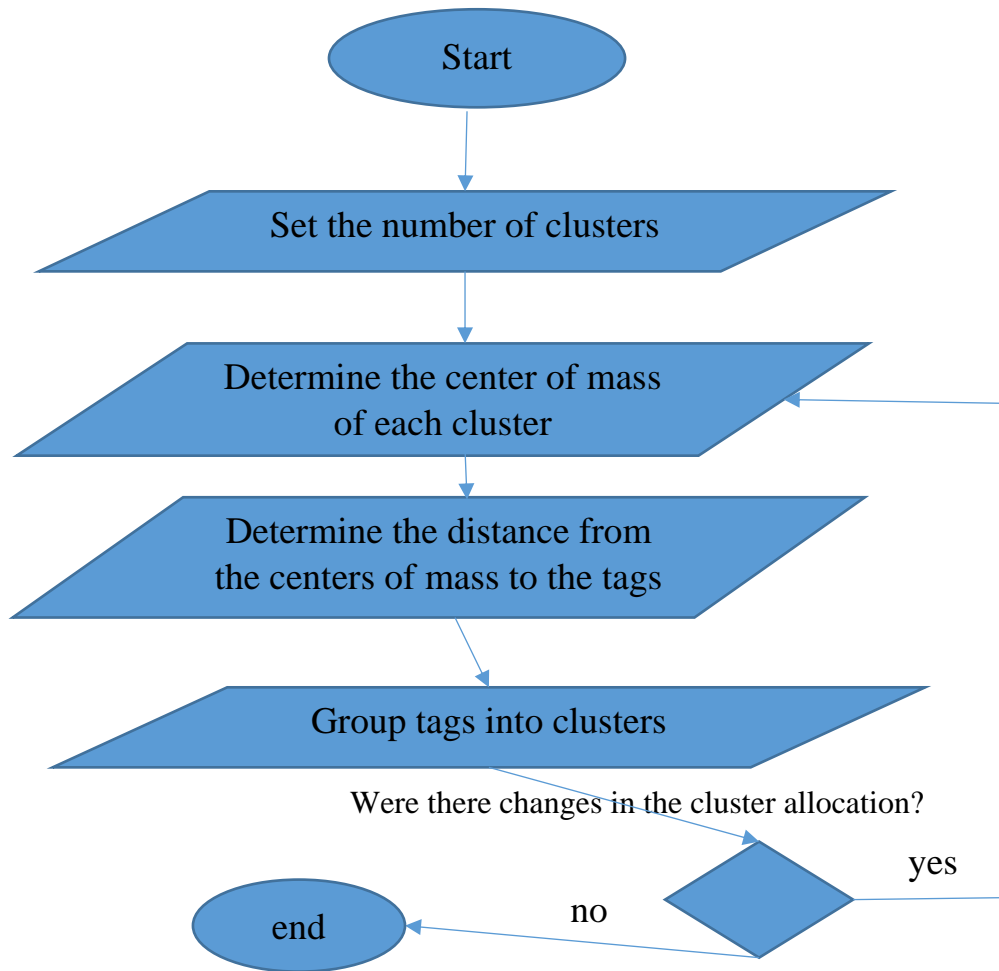 Start
Set the number of clusters
Determine the center of mass
of each cluster
Determine the distance from
the centers of mass to the tags
Group tags into clusters
Were there changes in the cluster allocation?
yes
no
end